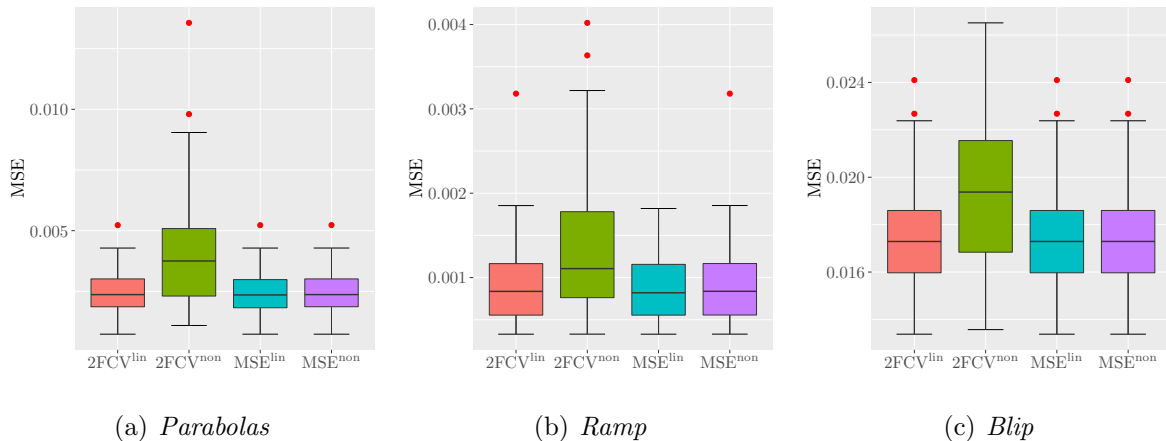 MSE
0.010
0.005
2FCV^lin 2FCV^non MSE^lin MSE^non
(a) Parabolas
MSE
0.004
0.003
0.002
0.001
2FCV^lin 2FCV^non MSE^lin MSE^non
(b) Ramp
MSE
0.024
0.020
0.016
2FCV^lin 2FCV^non MSE^lin MSE^non
(c) Blip